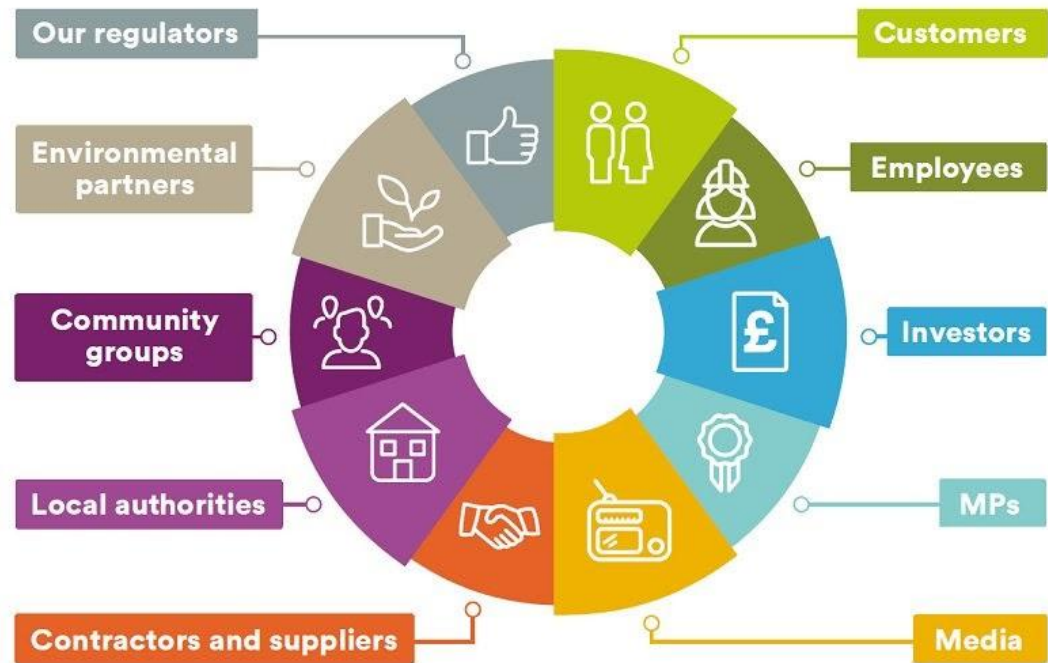 Our regulators
Customers
Environmental
partners
Employees
Community
groups
£
Investors
Local authorities
MPs
Contractors and suppliers
Media